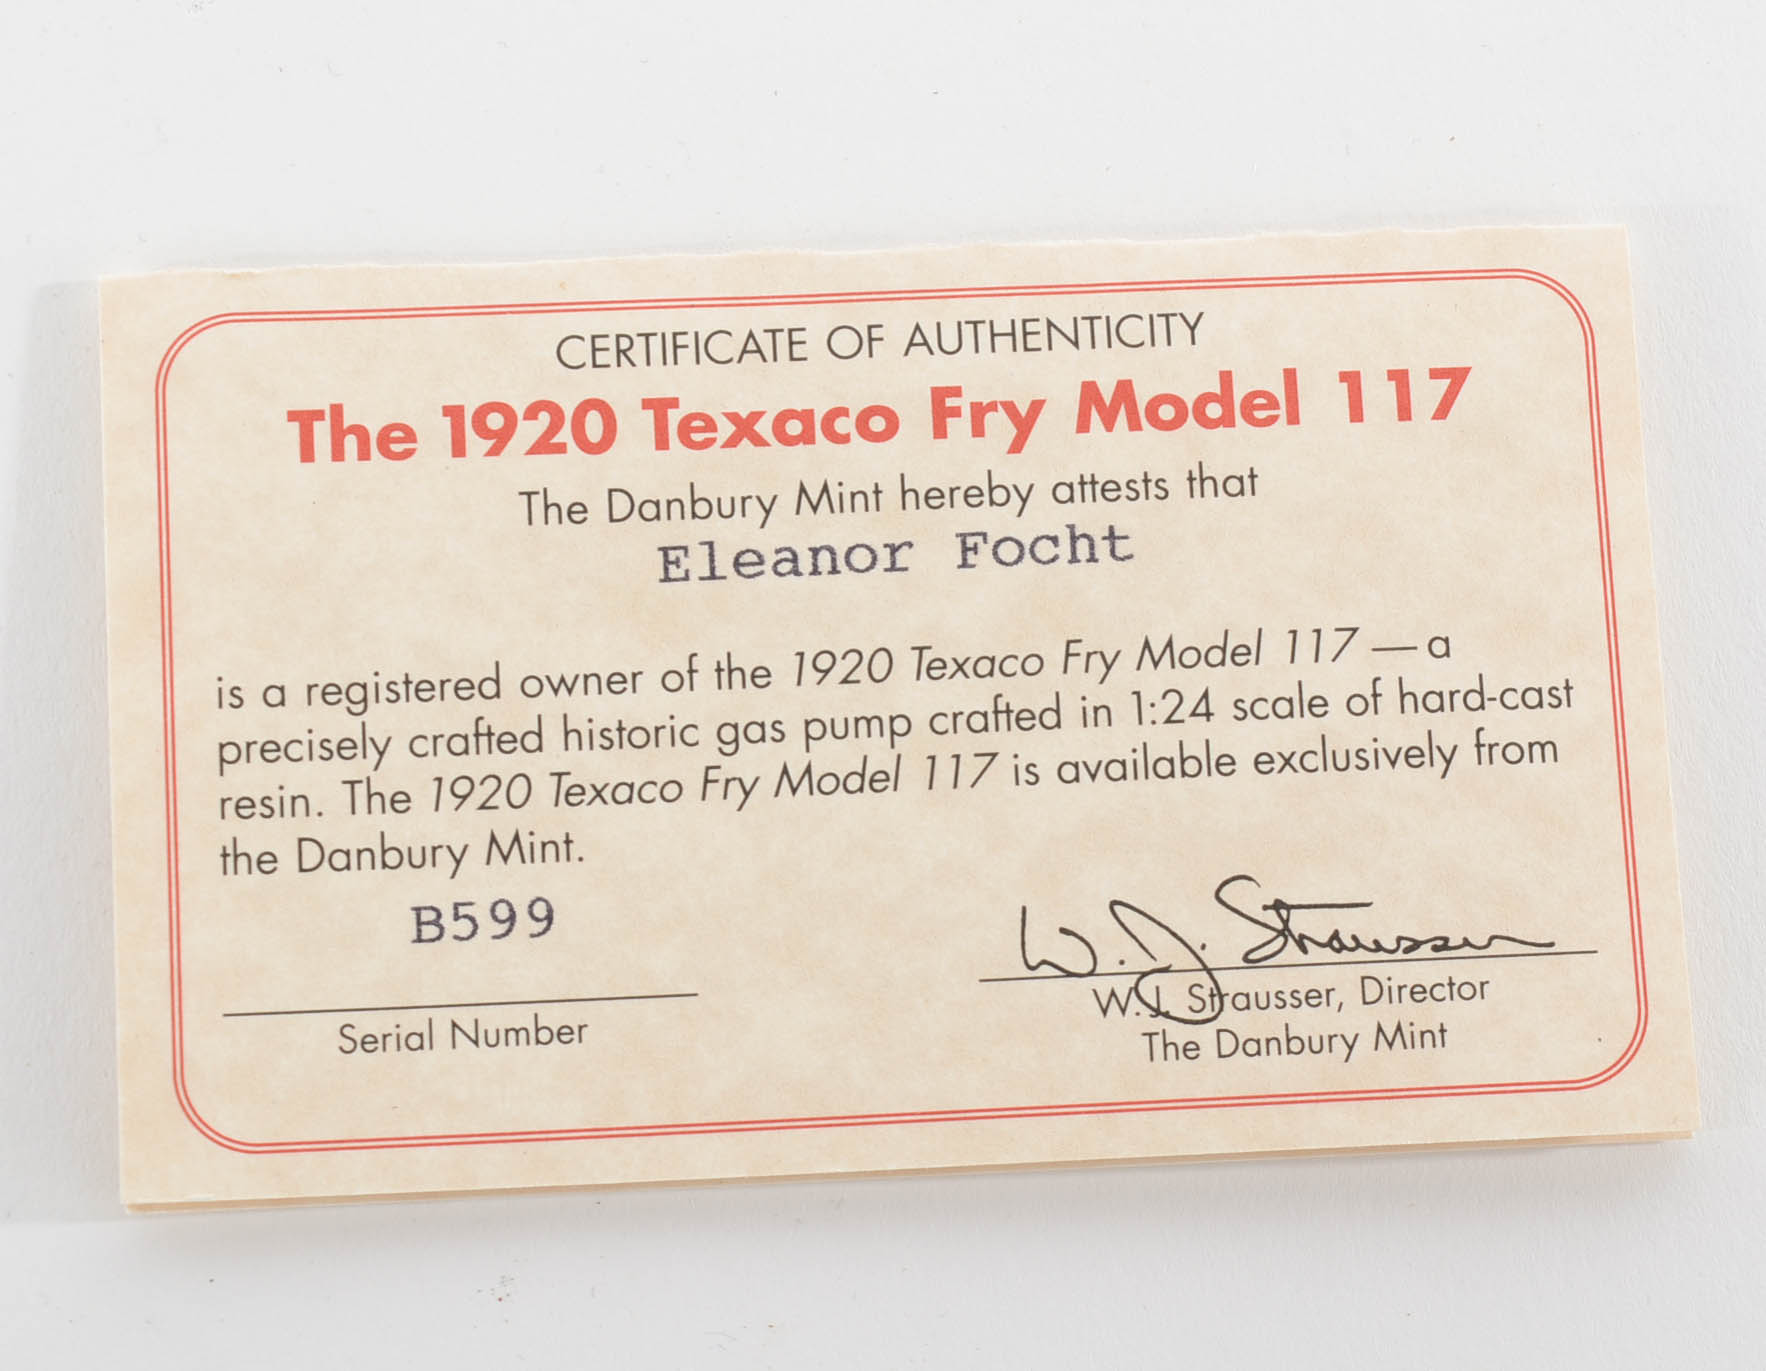 CERTIFICATE OF AUTHENTICITY
The 1920 Texaco Fry Model 117
The Danbury Mint hereby attests that
Eleanor Focht
is a registered owner of the 1920 Texaco Fry Model 117 — a
precisely crafted historic gas pump crafted in 1:24 scale of hard-cast
resin. The 1920 Texaco Fry Model 117 is available exclusively from
the Danbury Mint.
B599
Serial Number
W. J. Strausser
W.J. Strausser, Director
The Danbury Mint